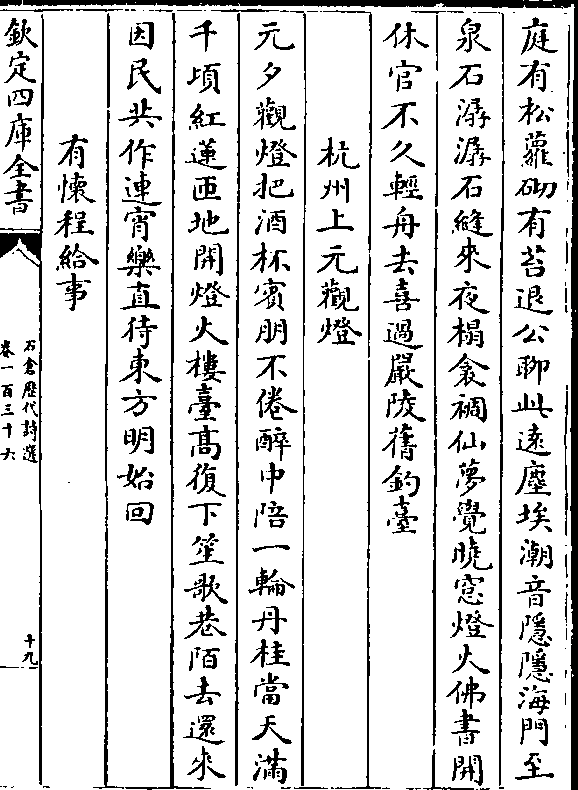 庭有松蘿砌有苔退公聊此遠塵埃潮音隱隱海門至
泉石潺潺石縫來夜榻衾裯仙夢覺曉窓燈火佛書開
休官不久輕舟去喜過嚴陵舊釣臺
杭州上元觀燈
元夕觀燈把酒杯賓朋不倦醉中陪一輪丹桂當天滿
千頃紅蓮匝地開燈火樓臺髙復下笙歌巷陌去還來
因民共作連宵樂直待東方明始回
有懷程給事
欽定四庫全書
石倉歴代詩選
卷一百三十六
十九